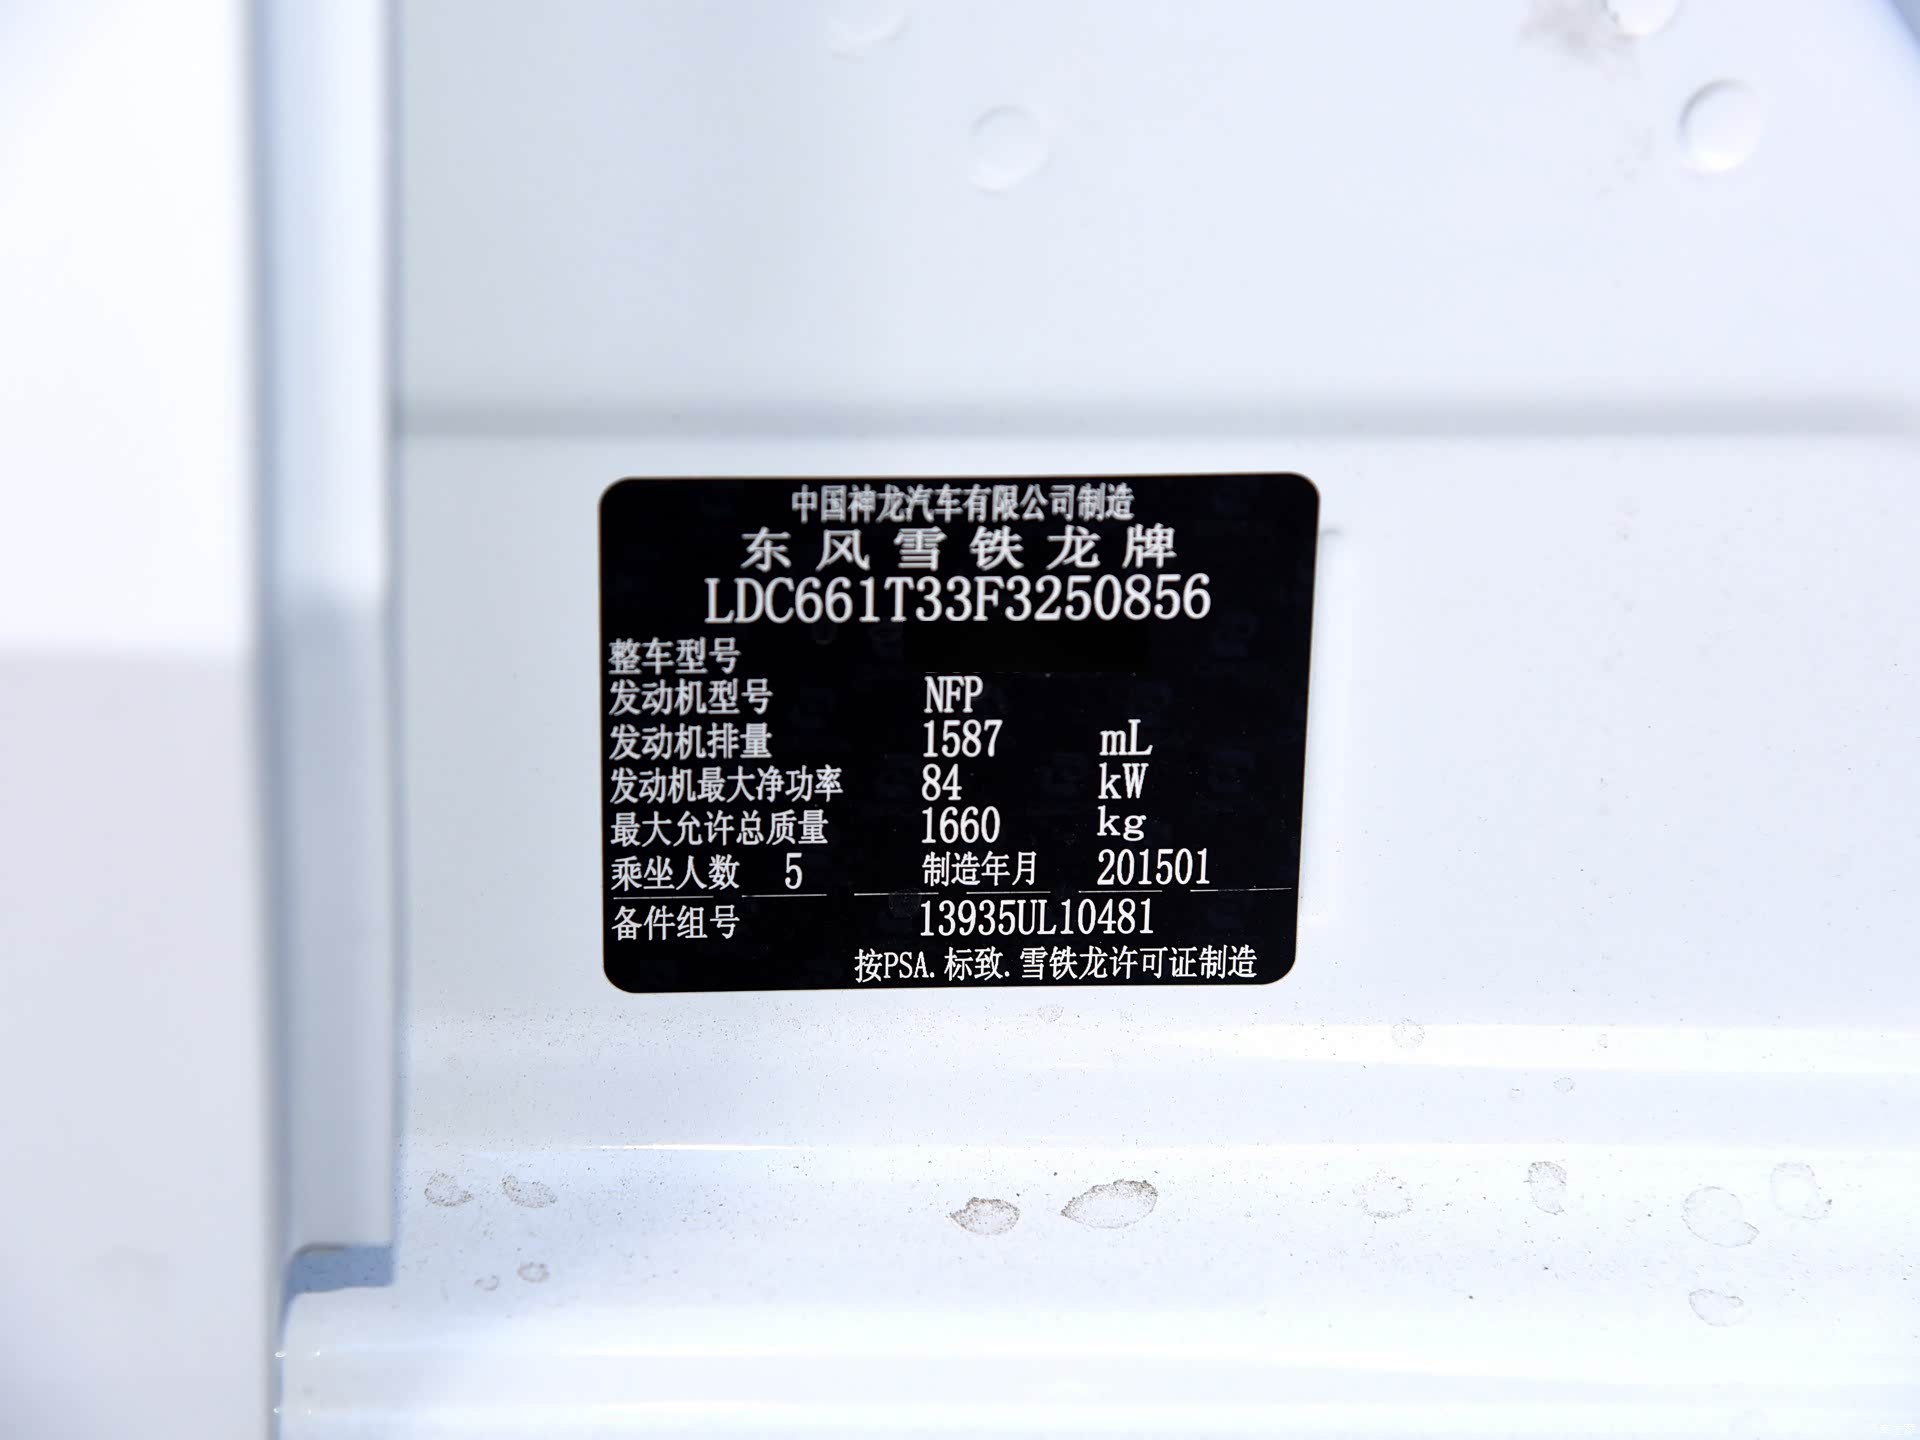 中国神龙汽车有限公司制造
东风雪铁龙牌
LDC661T33F3250856
整车型号
发动机型号 NFP
发动机排量 1587 mL
发动机最大净功率 84 kW
最大允许总质量 1660 kg
乘坐人数 5 制造年月 201501
备件组号 13935UL10481
按PSA.标致.雪铁龙许可证制造